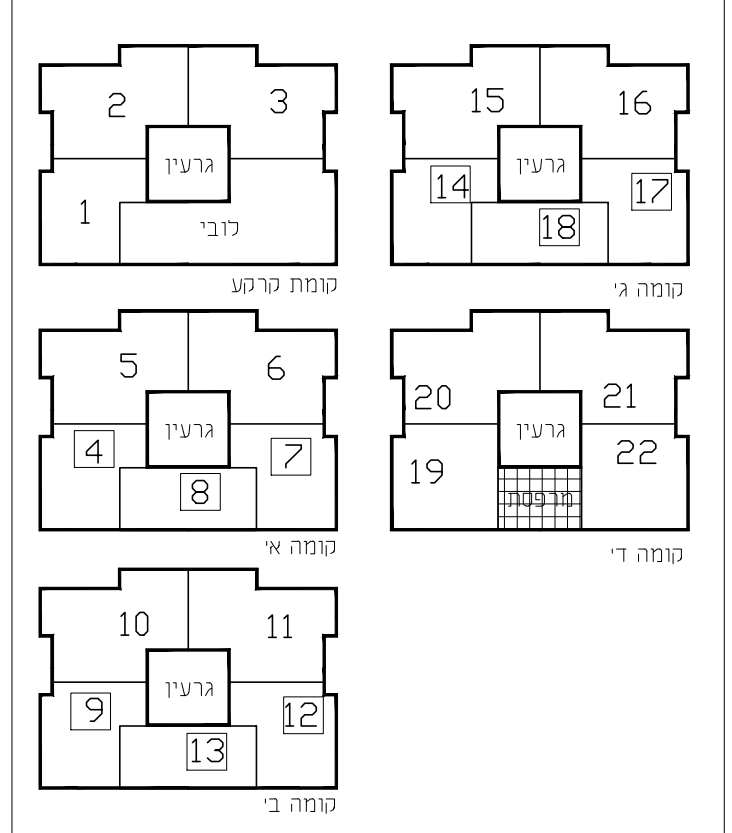 2 3
גרעין
1
לובי
קומת קרקע
5 6
גרעין
4 7
8
קומה א'
10 11
גרעין
9 12
13
קומה ב'
15 16
גרעין
14 17
18
קומה ג'
20 21
גרעין
19 22
מרפסת
קומה ד'